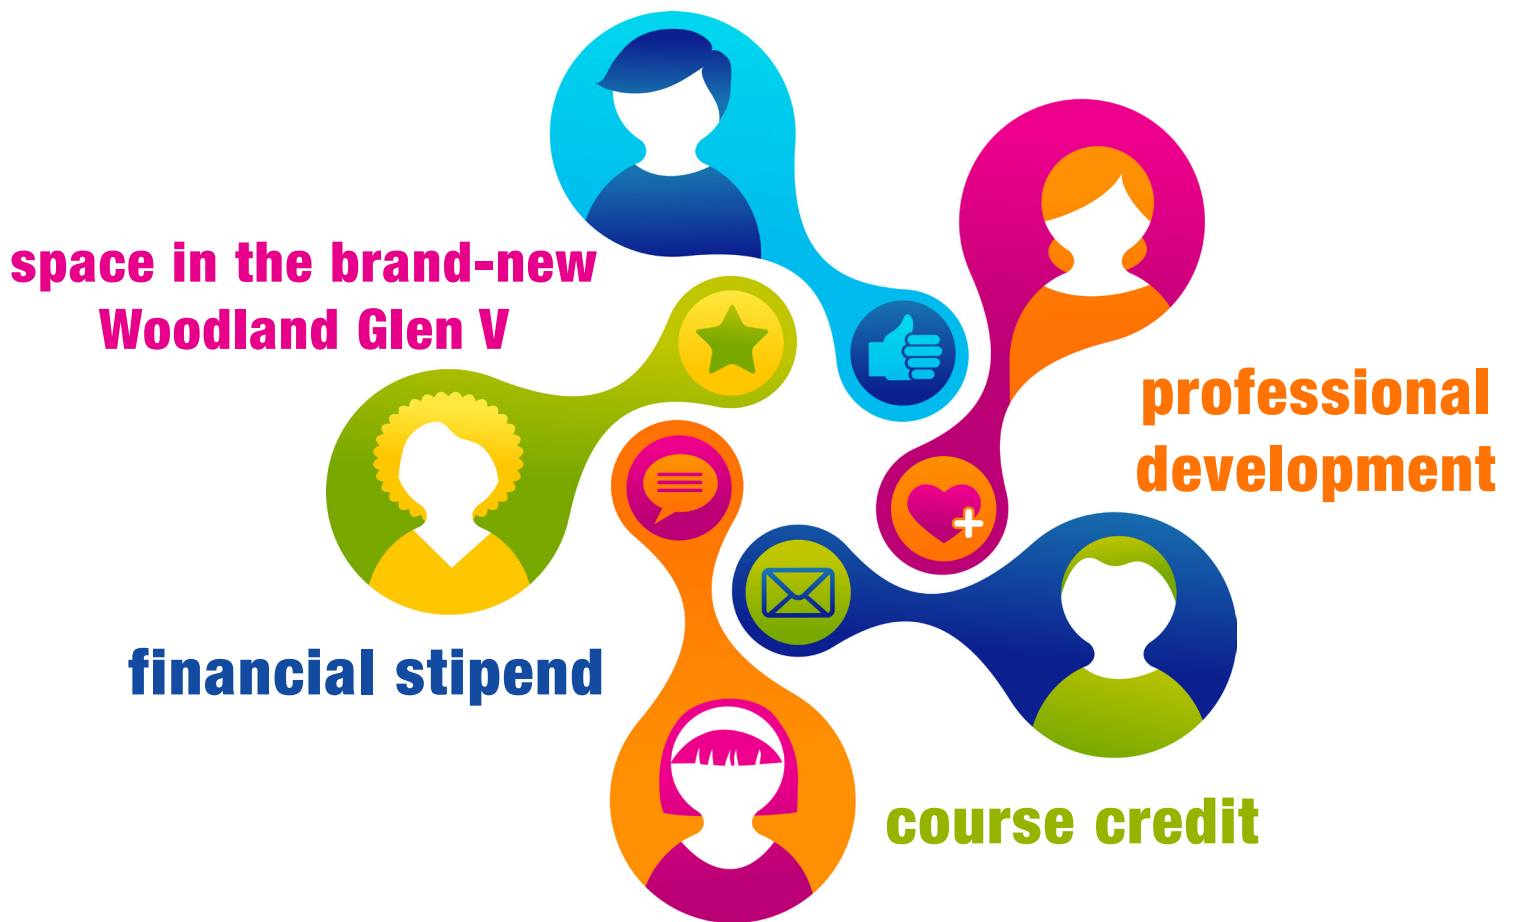 space in the brand-new
Woodland Glen V
professional
development
financial stipend
course credit